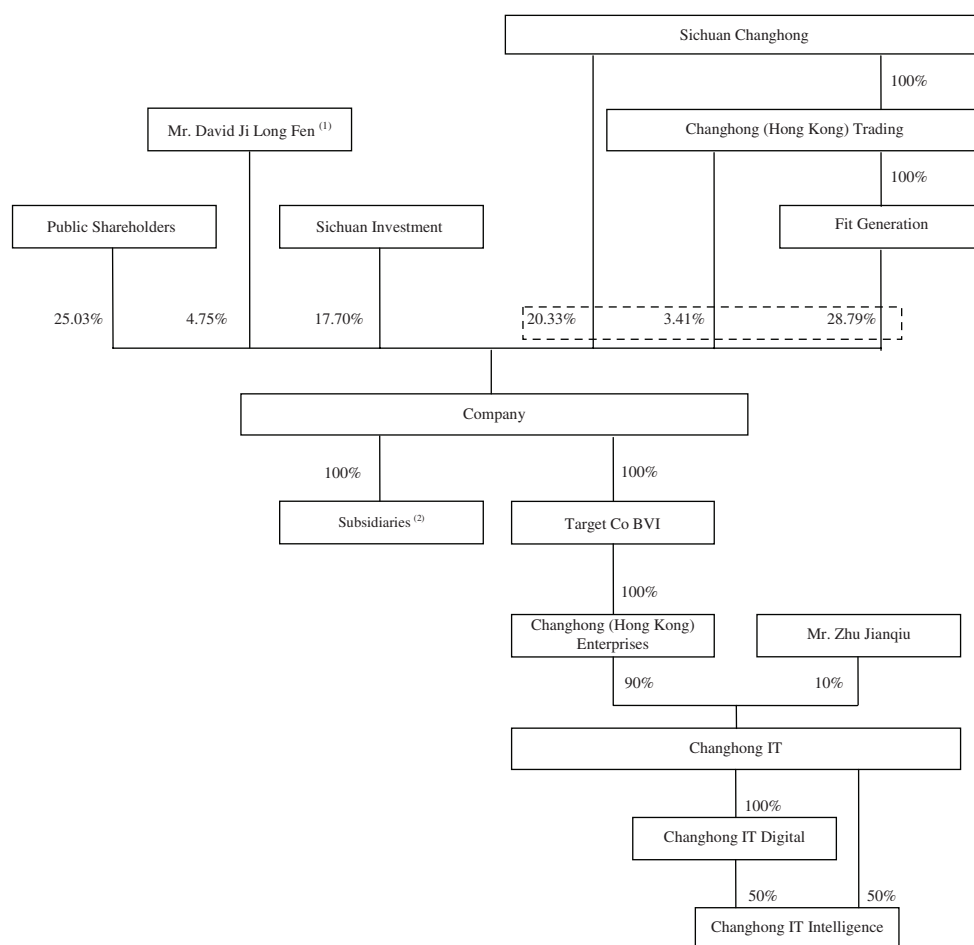 Sichuan Changhong
100%
Mr. David Ji Long Fen (1)
Changhong (Hong Kong) Trading
100%
Public Shareholders
Sichuan Investment
Fit Generation
25.03%
4.75%
17.70%
20.33%
3.41%
28.79%
Company
100%
100%
Subsidiaries (2)
Target Co BVI
100%
Changhong (Hong Kong)
Enterprises
Mr. Zhu Jianqiu
90%
10%
Changhong IT
100%
Changhong IT Digital
50%
50%
Changhong IT Intelligence